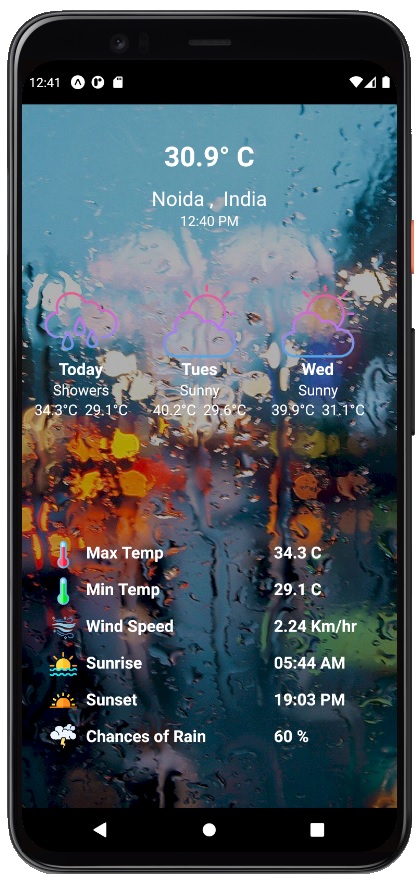 12:41
30.9° C
Noida , India
12:40 PM
Today Tues Wed
Showers Sunny Sunny
34.3°C 29.1°C 40.2°C 29.6°C 39.9°C 31.1°C
Max Temp 34.3 C
Min Temp 29.1 C
Wind Speed 2.24 Km/hr
Sunrise 05:44 AM
Sunset 19:03 PM
Chances of Rain 60 %